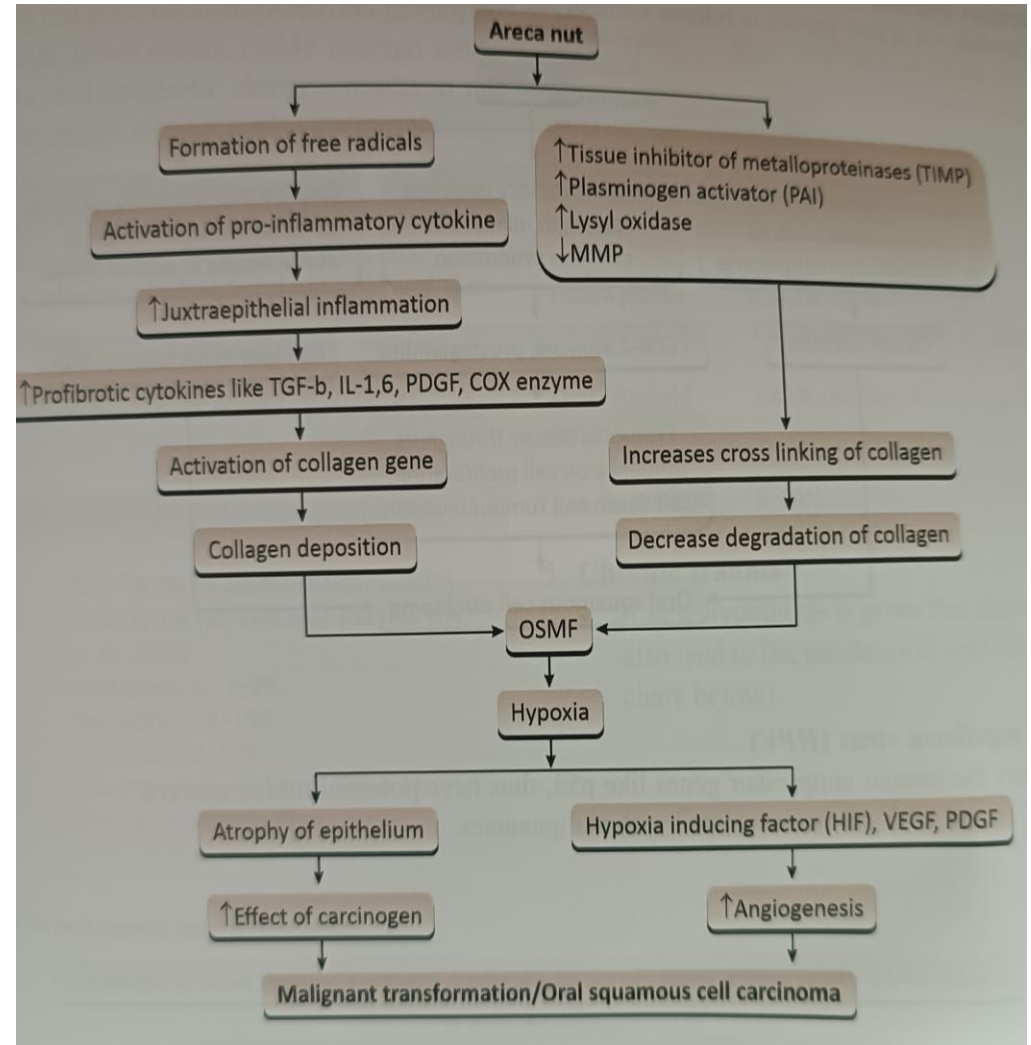 Areca nut
Formation of free radicals
Activation of pro-inflammatory cytokine
↑Juxtraepithelial inflammation
↑Profibrotic cytokines like TGF-b, IL-1,6, PDGF, COX enzyme
Activation of collagen gene
Collagen deposition
↑Tissue inhibitor of metalloproteinases (TIMP)
↑Plasminogen activator (PAI)
↑Lysyl oxidase
↓MMP
Increases cross linking of collagen
Decrease degradation of collagen
OSMF
Hypoxia
Atrophy of epithelium
↑Effect of carcinogen
Hypoxia inducing factor (HIF), VEGF, PDGF
↑Angiogenesis
Malignant transformation/Oral squamous cell carcinoma